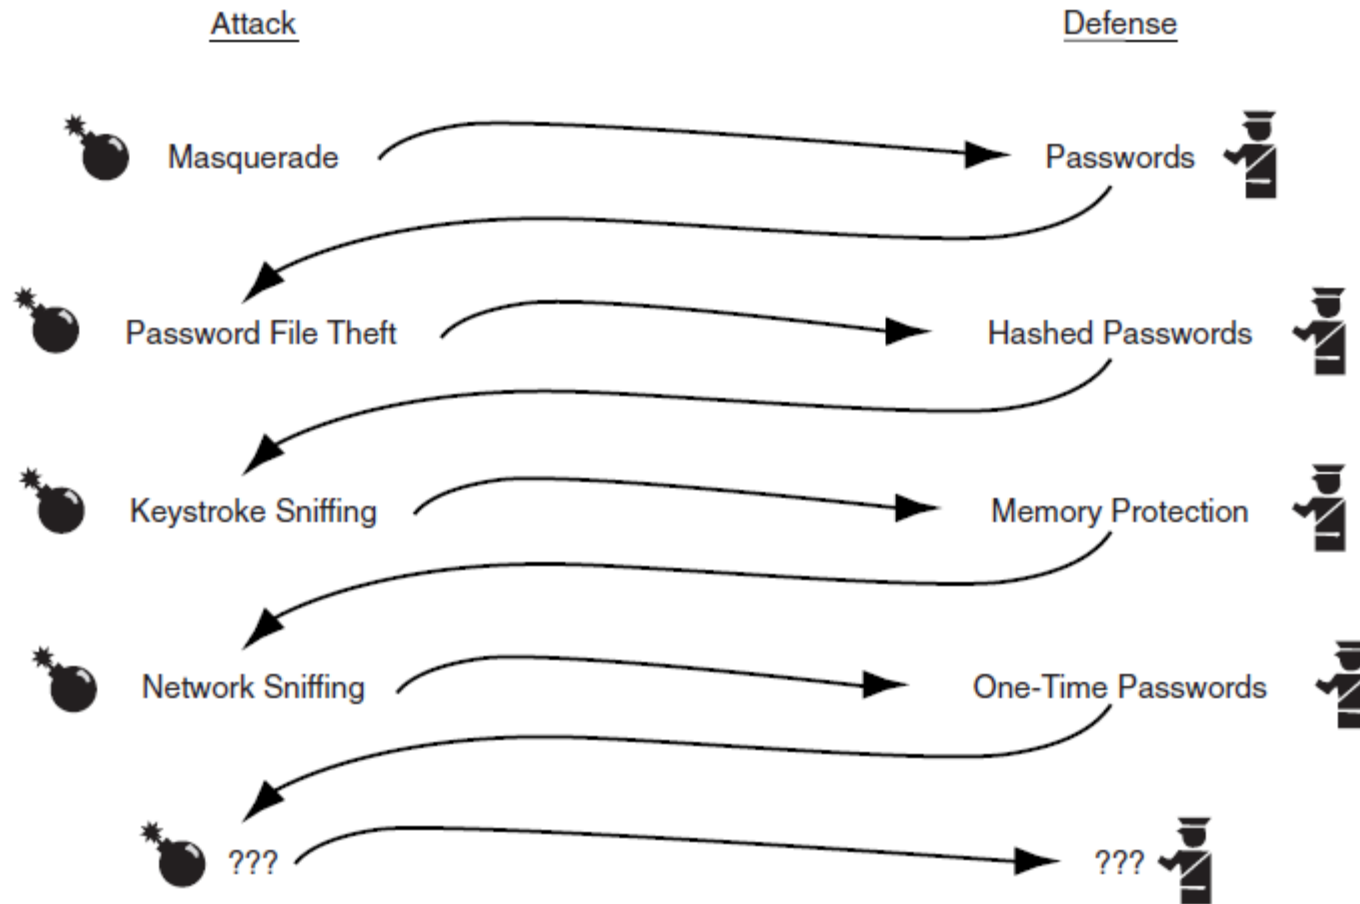 Attack
Defense
Masquerade
Passwords
Password File Theft
Hashed Passwords
Keystroke Sniffing
Memory Protection
Network Sniffing
One-Time Passwords
???
???